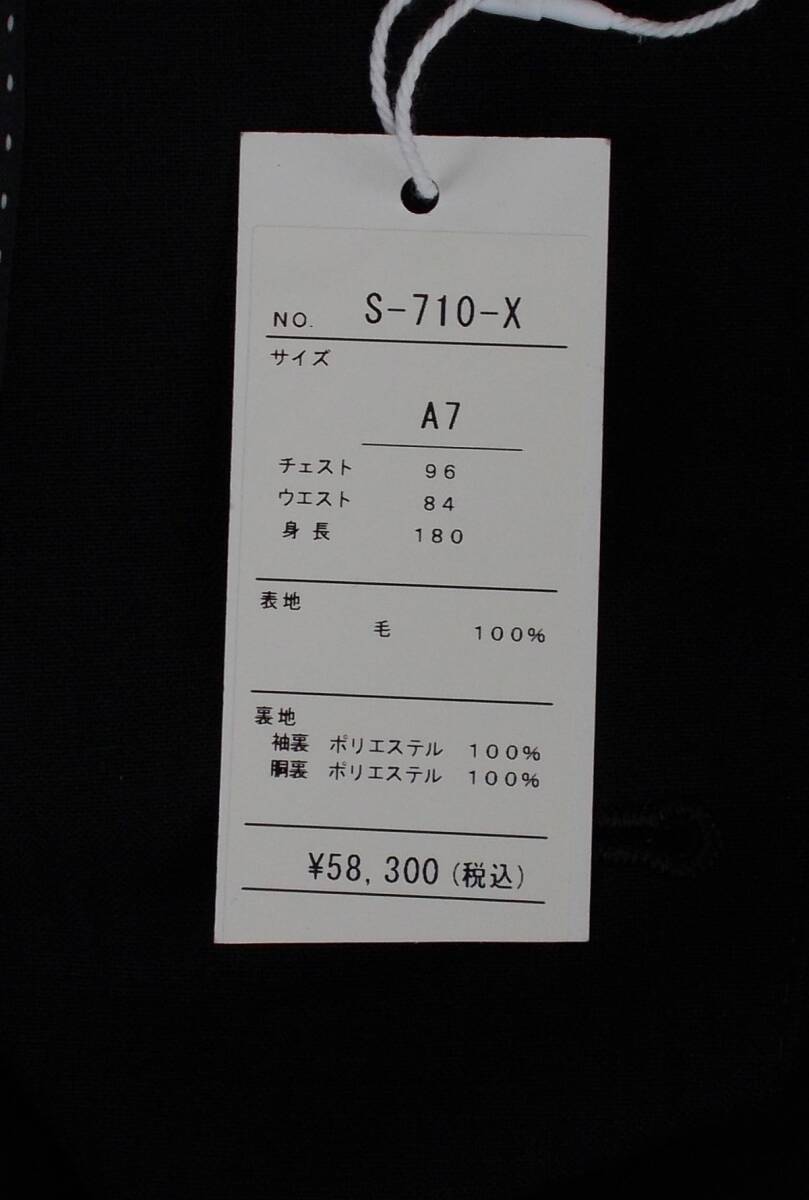 NO. S-710-X
サイズ
A7
チェスト 96
ウエスト 84
身長 180
表地
毛 100%
裏地
袖裏 ポリエステル 100%
胴裏 ポリエステル 100%
¥58,300(税込)